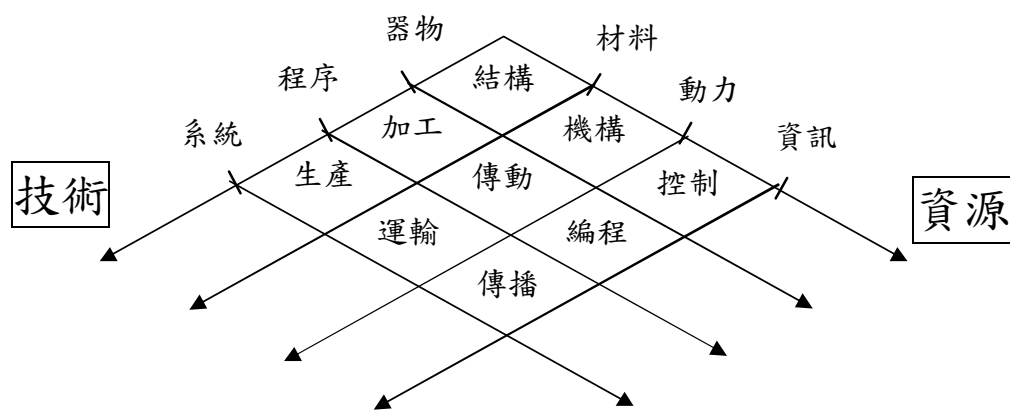 器物
材料
程序
結構
動力
系統
加工
機構
資訊
技術
生產
傳動
控制
資源
運輸
編程
傳播